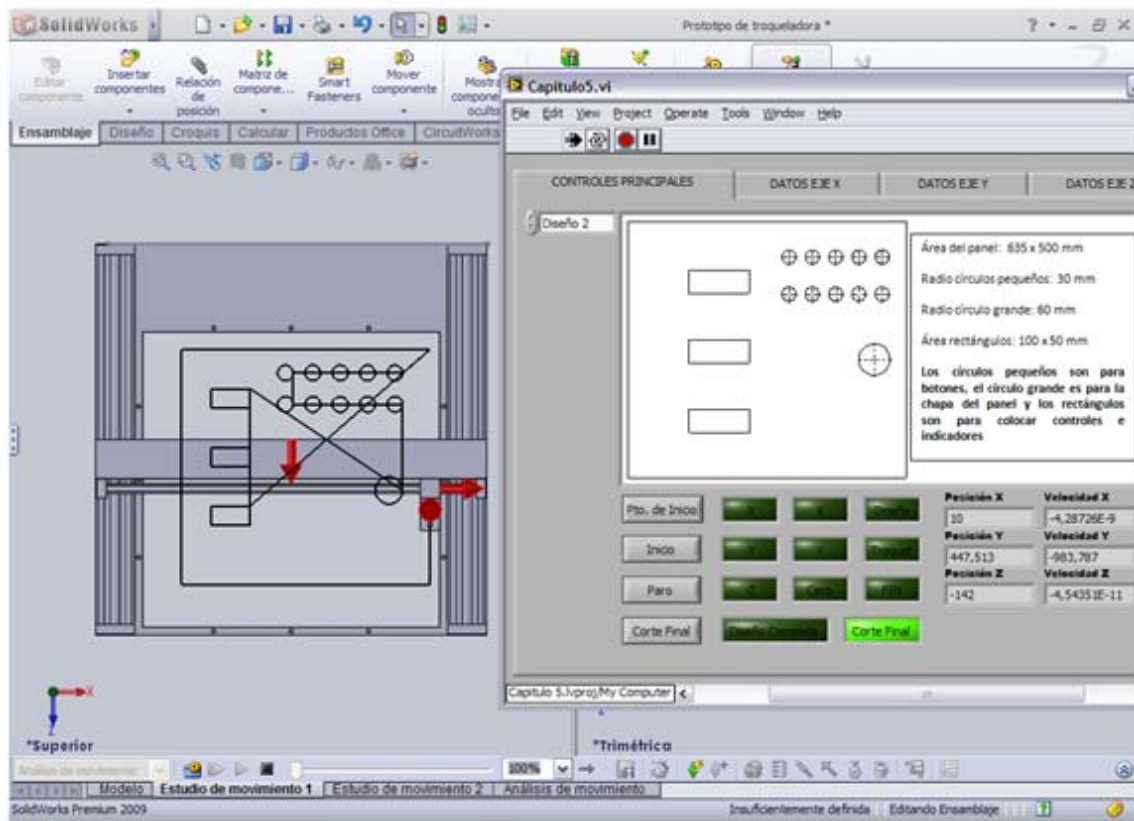 SolidWorks
Prototipo de troqueladora *
Editar componente
Insertar componentes
Relación de posición
Matriz de compone...
Smart Fasteners
Mover componente
Ensamblaje Diseño Croquis Calcular Productos Office CircuitWorks
Capitulo5.vi
File Edit View Project Operate Tools Window Help
CONTROLES PRINCIPALES DATOS EJE X DATOS EJE Y DATOS EJE
Diseño 2
Área del panel: 635 x 500 mm
Radio círculos pequeños: 30 mm
Radio círculo grande: 60 mm
Área rectángulos: 100 x 50 mm
Los círculos pequeños son para
botones, el círculo grande es para la
chapa del panel y los rectángulos
son para colocar controles e
indicadores
Pto. de Inicio
Inicio
Paro
Corte Final
Corte Final
Posición X Velocidad X
10 -4,28726E-9
Posición Y Velocidad Y
447,513 -983,787
Posición Z Velocidad Z
-142 -4,54351E-11
Capitulo 5.lvproj/My Computer
X
Z
*Superior
*Trimétrica
Análisis de movimiento
100%
Modelo Estudio de movimiento 1 Estudio de movimiento 2 Análisis de movimiento
SolidWorks Premium 2009
Insuficientemente definida Editando Ensamblaje